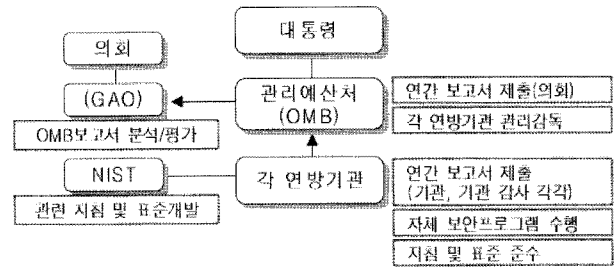 대통령
의회
(GAO)
OMB보고서 분석/평가
관리예산처
(OMB)
연간 보고서 제출(의회)
각 연방기관 관리감독
NIST
관련 지침 및 표준개발
각 연방기관
연간 보고서 제출
(기관, 기관 감사 각각)
자체 보안프로그램 수행
지침 및 표준 준수